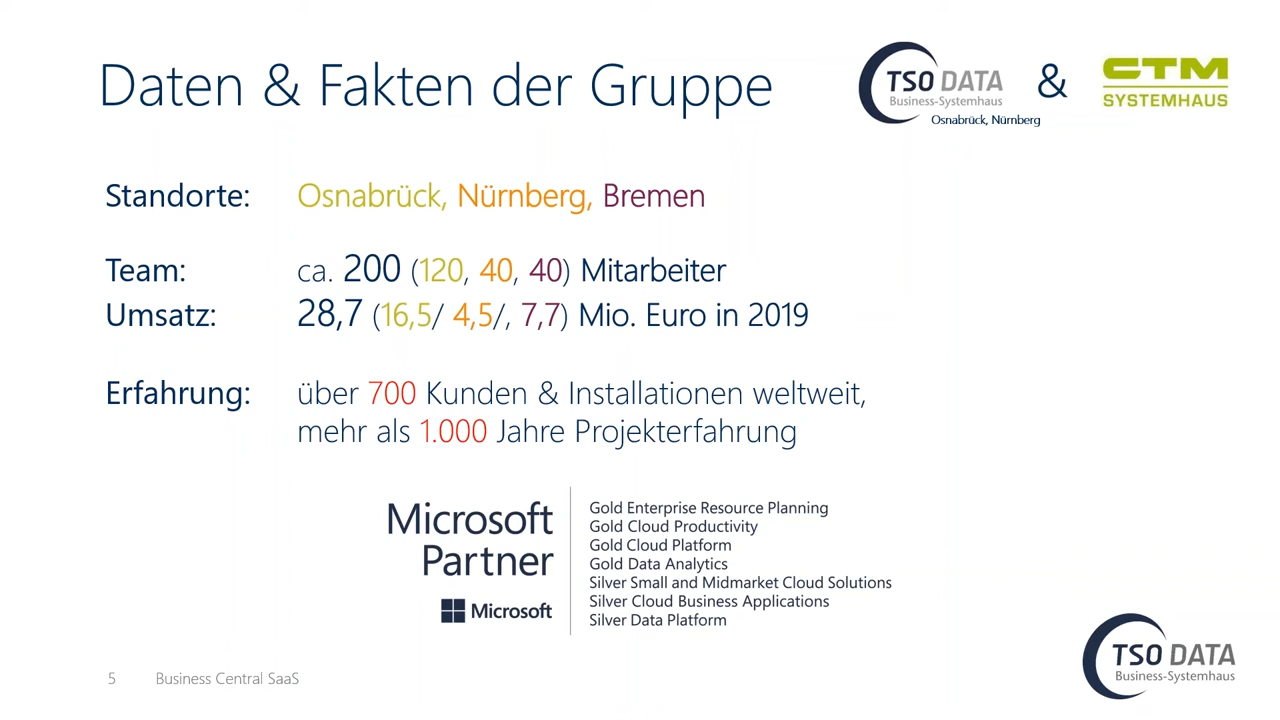 Daten & Fakten der Gruppe
TSO DATA
Business-Systemhaus
Osnabrück, Nürnberg
&
CTM
SYSTEMHAUS
Standorte: Osnabrück, Nürnberg, Bremen
Team: ca. 200 (120, 40, 40) Mitarbeiter
Umsatz: 28,7 (16,5/ 4,5/, 7,7) Mio. Euro in 2019
Erfahrung: über 700 Kunden & Installationen weltweit,
mehr als 1.000 Jahre Projekterfahrung
Microsoft
Partner
Microsoft
Gold Enterprise Resource Planning
Gold Cloud Productivity
Gold Cloud Platform
Gold Data Analytics
Silver Small and Midmarket Cloud Solutions
Silver Cloud Business Applications
Silver Data Platform
5 Business Central SaaS
TSO DATA
Business-Systemhaus